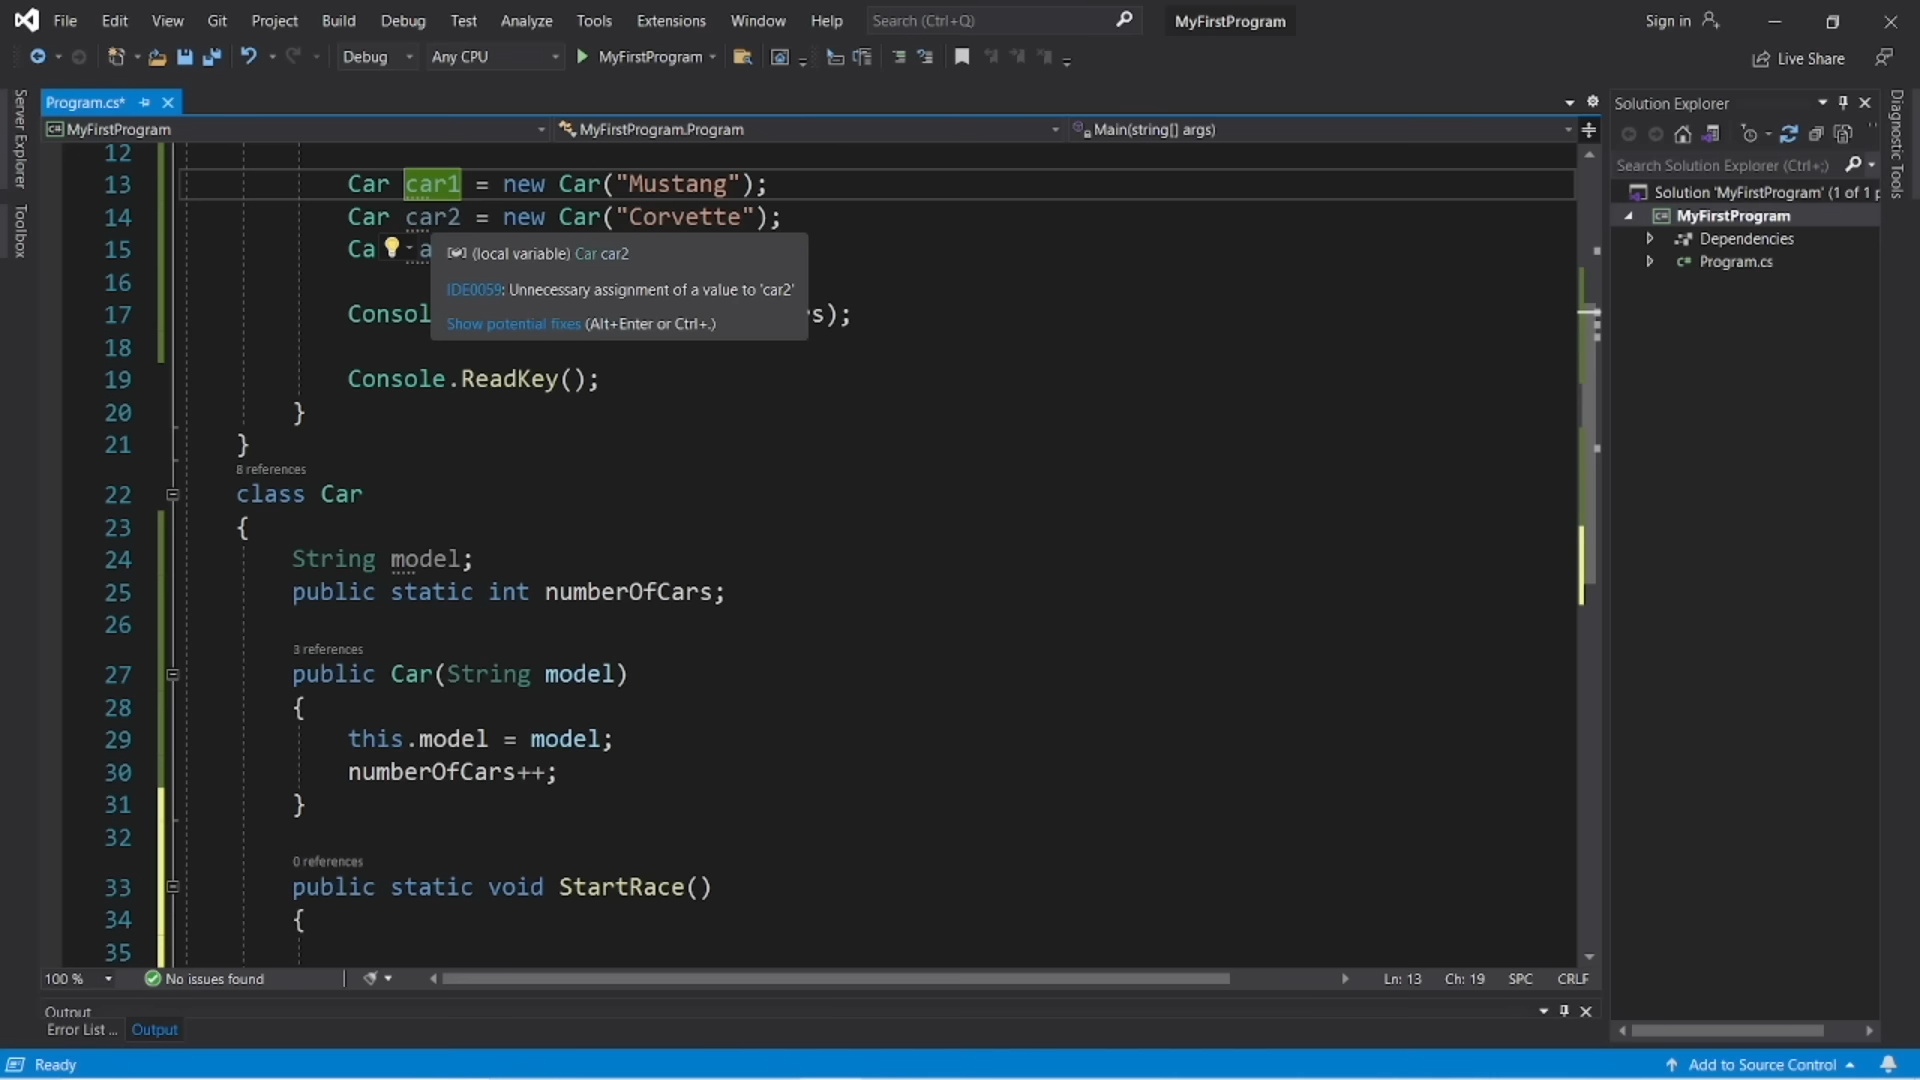 File Edit View Git Project Build Debug Test Analyze Tools Extensions Window Help Search (Ctrl+Q) MyFirstProgram Sign in
Debug Any CPU MyFirstProgram Live Share
Server Explorer
Toolbox
Program.cs*
MyFirstProgram MyFirstProgram.Program Main(string[] args)
12
13 Car car1 = new Car("Mustang");
14 Car car2 = new Car("Corvette");
15 Ca a
(local variable) Car car2
IDE0059: Unnecessary assignment of a value to 'car2'
Show potential fixes (Alt+Enter or Ctrl+.)
16
17 Consol s);
18
19 Console.ReadKey();
20 }
21 }
8 references
22 class Car
23 {
24 String model;
25 public static int numberOfCars;
26
3 references
27 public Car(String model)
28 {
29 this.model = model;
30 numberOfCars++;
31 }
32
0 references
33 public static void StartRace()
34 {
35
100 % No issues found Ln: 13 Ch: 19 SPC CRLF
Output
Error List ... Output
Ready Add to Source Control
Solution Explorer
Search Solution Explorer (Ctrl+;)
Solution 'MyFirstProgram' (1 of 1 p
C# MyFirstProgram
Dependencies
C# Program.cs
Diagnostic Tools